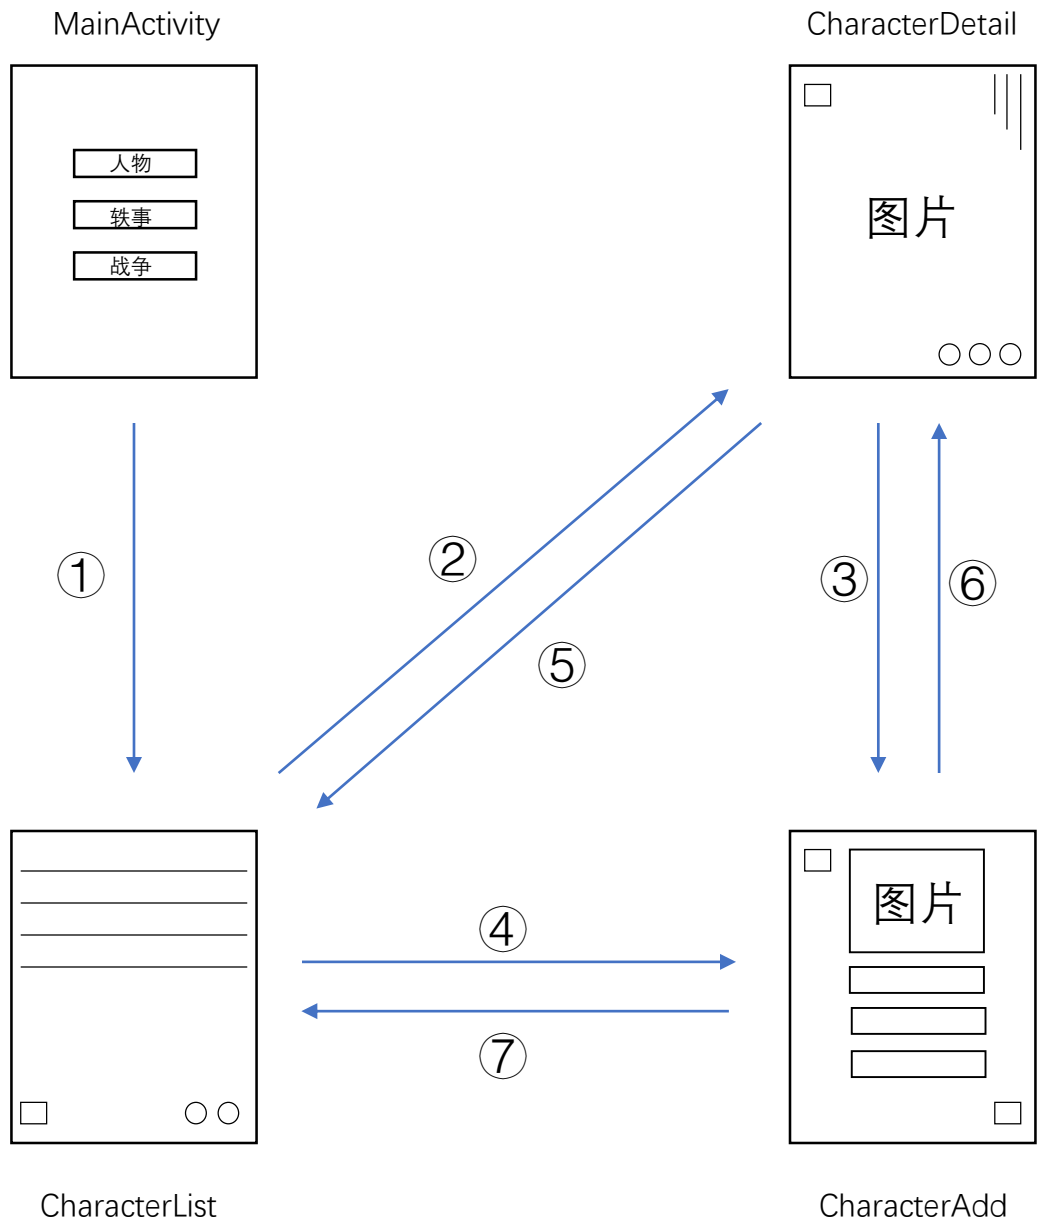 MainActivity
CharacterDetail
人物
轶事
战争
图片
①
②
③
⑥
⑤
图片
④
⑦
CharacterList
CharacterAdd